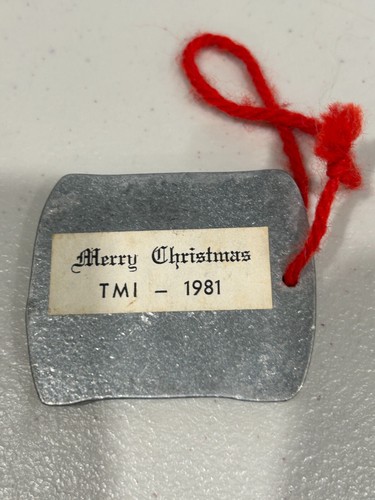 Merry Christmas
TMI – 1981